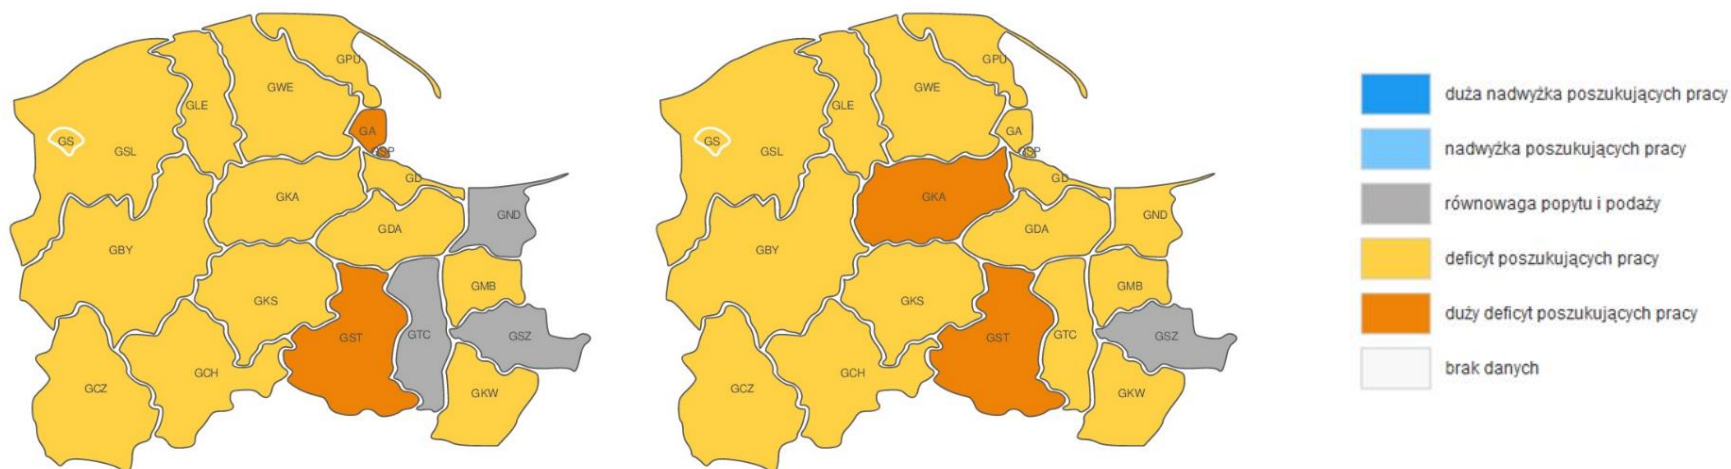 GPU
GWE
GLE
GA
GS
GSL
GSP
GD
GKA
GND
GDA
GBY
GMB
GKS
GST
GTC
GSZ
GCH
GCZ
GKW
GPU
GWE
GLE
GA
GS
GSL
GSP
GD
GKA
GND
GDA
GBY
GMB
GKS
GST
GTC
GSZ
GCH
GCZ
GKW
duża nadwyżka poszukujących pracy
nadwyżka poszukujących pracy
równowaga popytu i podaży
deficyt poszukujących pracy
duży deficyt poszukujących pracy
brak danych